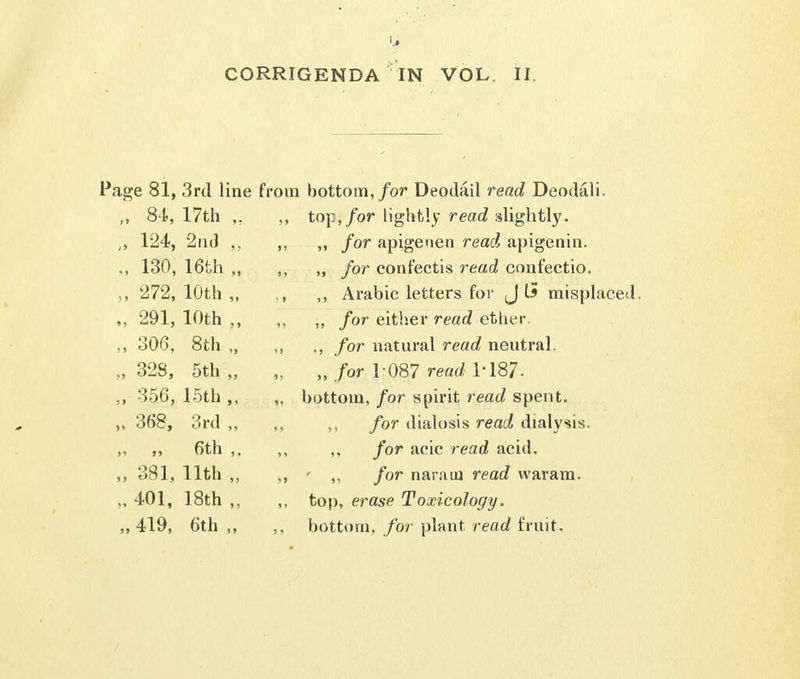 CORRIGENDA IN VOL. II.
Page 81, 3rd line from bottom, for Deodáil read Deodáli.
,, 84, 17th ,, ,, top, for lightly read slightly.
,, 124, 2nd ,, ,, ,, for apigenen read apigenin.
,, 130, 16th ,, ,, ,, for confectis read confectio.
,, 272, 10th ,, ,, ,, Arabic letters for misplaced.
,, 291, 10th ,, ,, ,, for either read ether.
,, 306, 8th ,, ,, ,, for natural read neutral.
,, 328, 5th ,, ,, ,, for 1·087 read 1·187.
,, 356, 15th ,, ,, bottom, for spirit read spent.
,, 368, 3rd ,, ,, ,, for dialosis read dialysis.
,, ,, 6th ,, ,, ,, for acic read acid.
,, 381, 11th ,, ,, ,, for naram read waram.
,, 401, 18th ,, ,, top, erase Toxicology.
,, 419, 6th ,, ,, bottom, for plant read fruit.